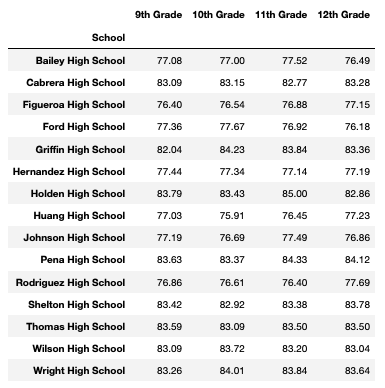 9th Grade 10th Grade 11th Grade 12th Grade
School
Bailey High School 77.08 77.00 77.52 76.49
Cabrera High School 83.09 83.15 82.77 83.28
Figueroa High School 76.40 76.54 76.88 77.15
Ford High School 77.36 77.67 76.92 76.18
Griffin High School 82.04 84.23 83.84 83.36
Hernandez High School 77.44 77.34 77.14 77.19
Holden High School 83.79 83.43 85.00 82.86
Huang High School 77.03 75.91 76.45 77.23
Johnson High School 77.19 76.69 77.49 76.86
Pena High School 83.63 83.37 84.33 84.12
Rodriguez High School 76.86 76.61 76.40 77.69
Shelton High School 83.42 82.92 83.38 83.78
Thomas High School 83.59 83.09 83.50 83.50
Wilson High School 83.09 83.72 83.20 83.04
Wright High School 83.26 84.01 83.84 83.64